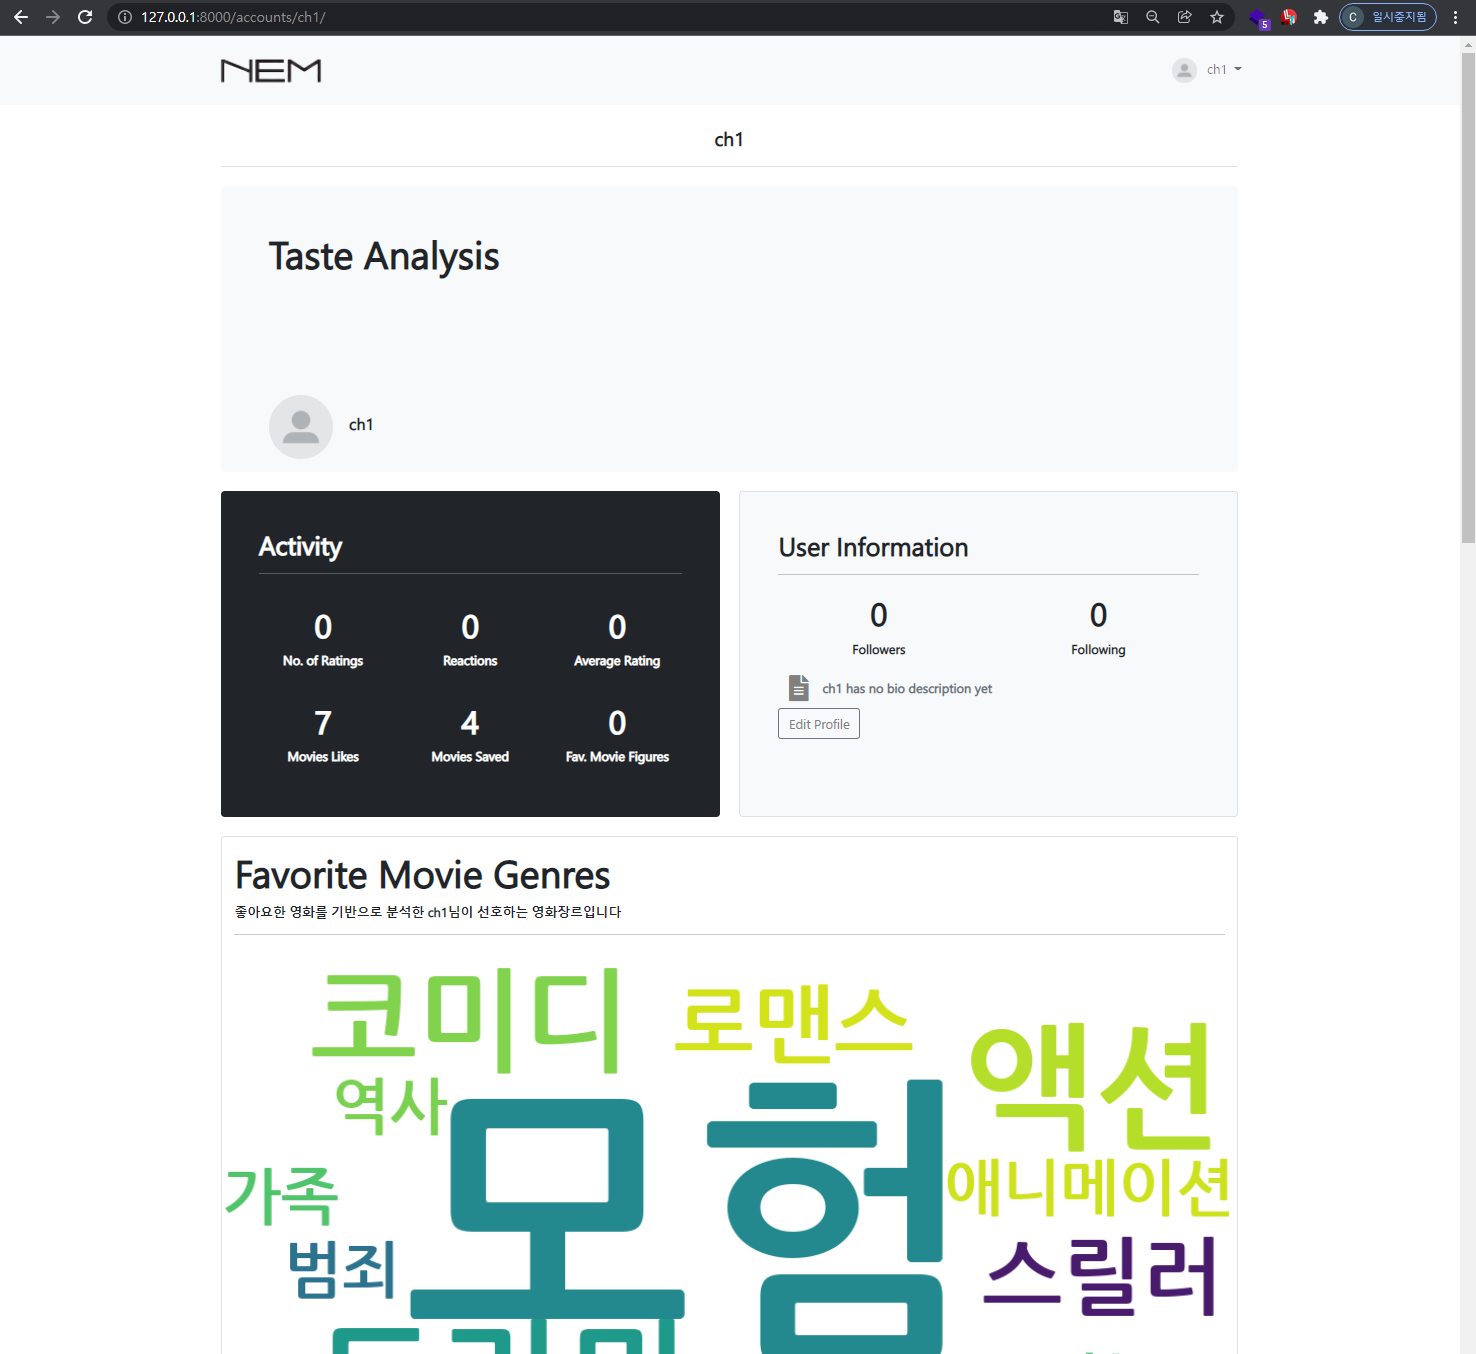 127.0.0.1:8000/accounts/ch1/
5
C 일시중지됨
NEM
ch1
ch1
Taste Analysis
ch1
Activity
0 0 0
No. of Ratings Reactions Average Rating
7 4 0
Movies Likes Movies Saved Fav. Movie Figures
User Information
0 0
Followers Following
ch1 has no bio description yet
Edit Profile
Favorite Movie Genres
좋아요한 영화를 기반으로 분석한 ch1님이 선호하는 영화장르입니다
코미디
로맨스
액션
역사
모험
가족
애니메이션
범죄
스릴러